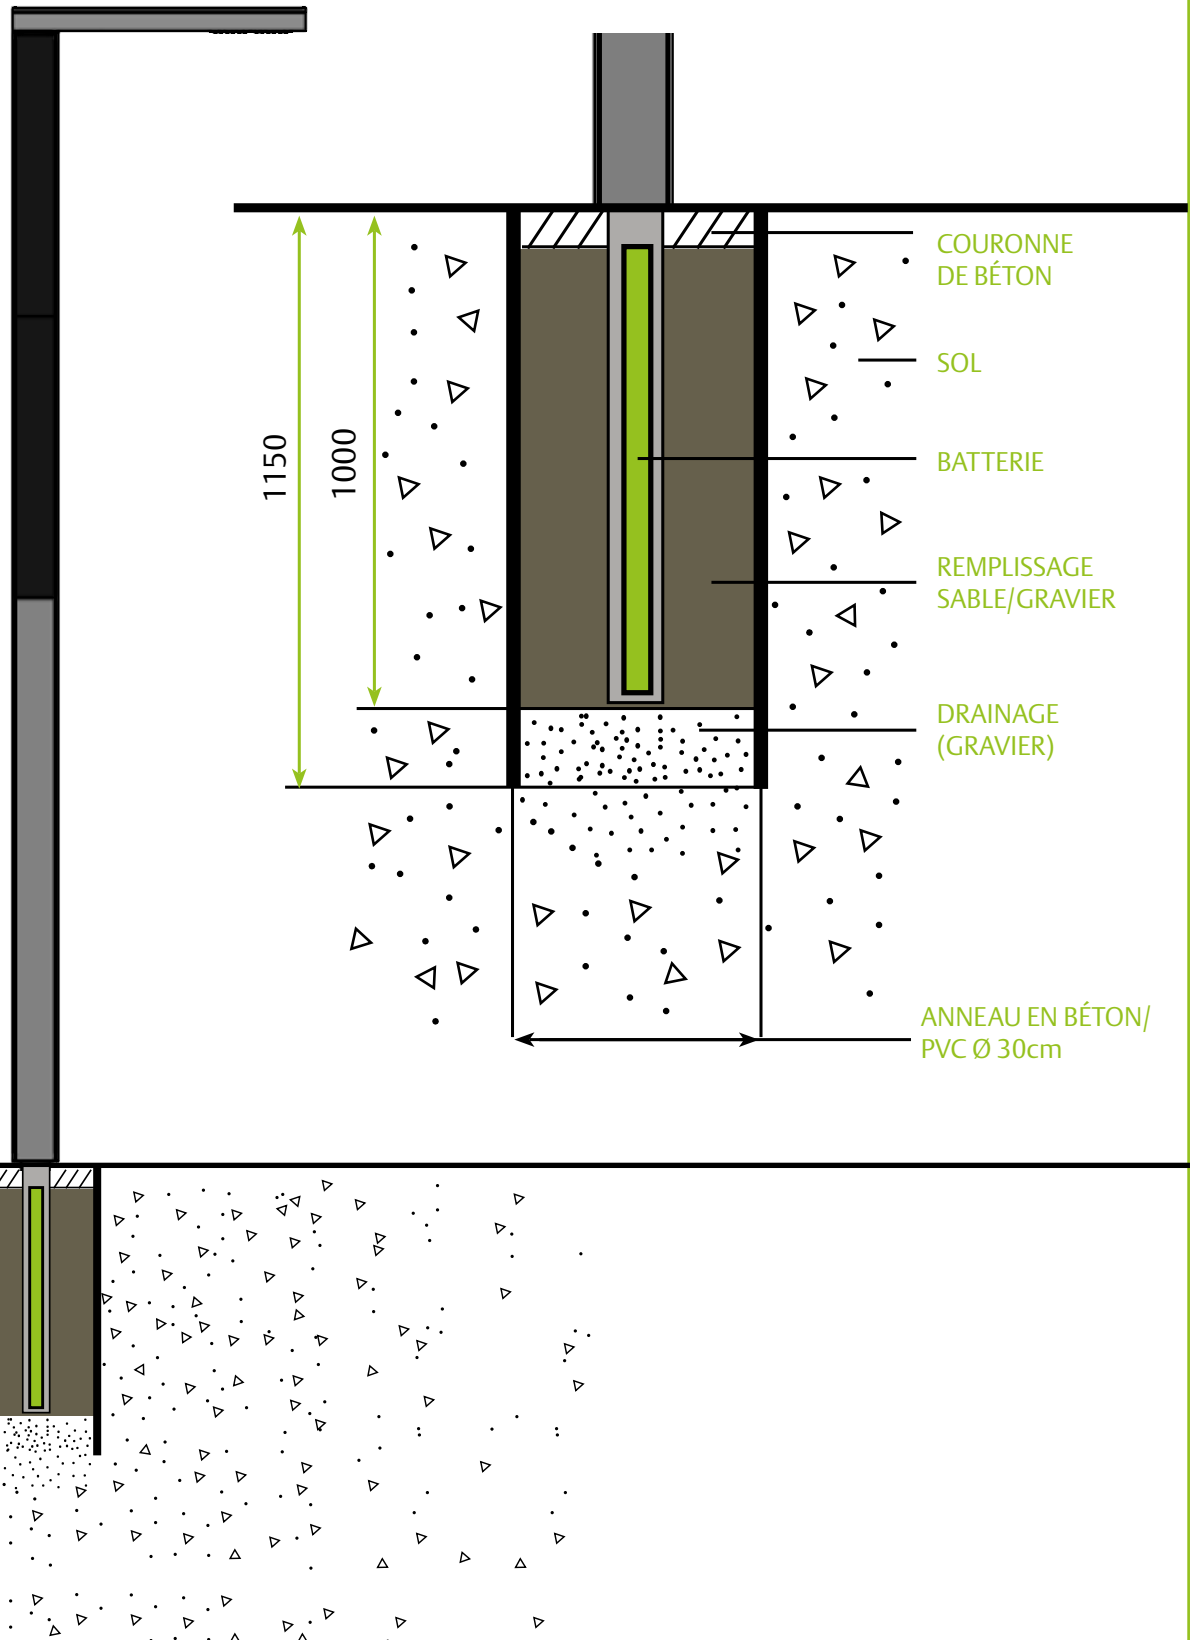 COURONNE
DE BÉTON
SOL
1150
1000
BATTERIE
REMPLISSAGE
SABLE/GRAVIER
DRAINAGE
(GRAVIER)
ANNEAU EN BÉTON/
PVC Ø 30cm